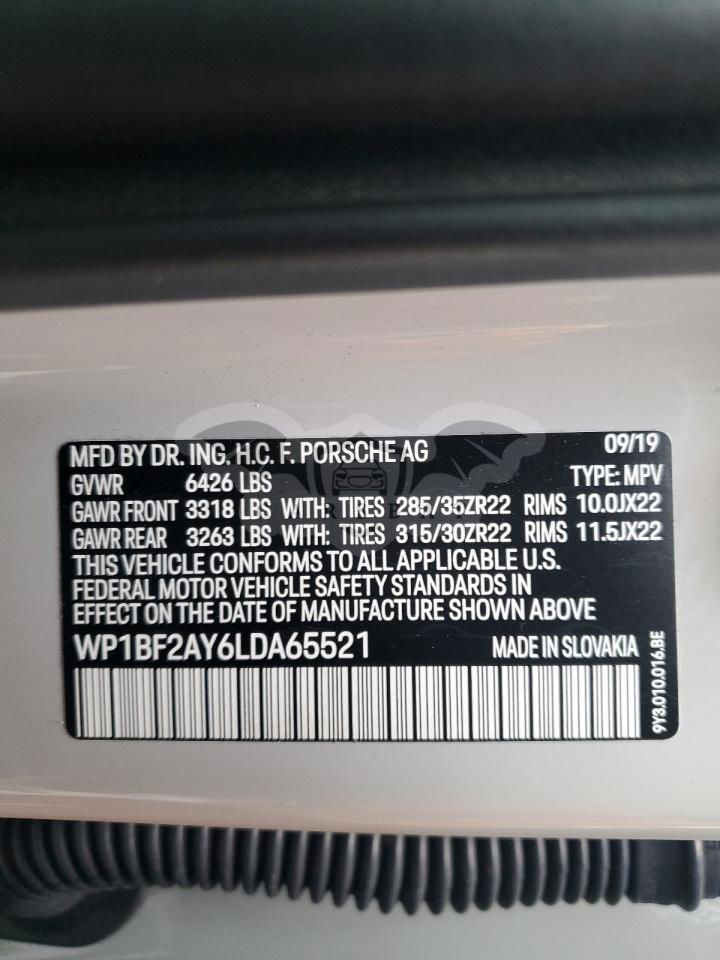 MFD BY DR. ING. H.C. F. PORSCHE AG 09/19
GVWR 6426 LBS TYPE: MPV
GAWR FRONT 3318 LBS WITH: TIRES 285/35ZR22 RIMS 10.0JX22
GAWR REAR 3263 LBS WITH: TIRES 315/30ZR22 RIMS 11.5JX22
THIS VEHICLE CONFORMS TO ALL APPLICABLE U.S.
FEDERAL MOTOR VEHICLE SAFETY STANDARDS IN
EFFECT ON THE DATE OF MANUFACTURE SHOWN ABOVE
WP1BF2AY6LDA65521 MADE IN SLOVAKIA
9Y3.010.016.BE